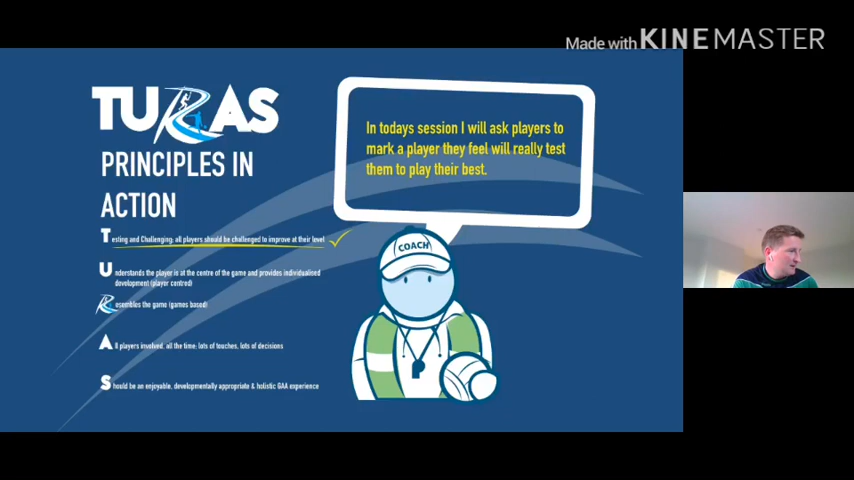 Made with KINEMASTER
TURAS
PRINCIPLES IN
ACTION
In todays session I will ask players to
mark a player they feel will really test
them to play their best.
Testing and Challenging: all players should be challenged to improve at their level
Understands the player is at the centre of the game and provides individualised
development (player centred)
Resembles the game (games based)
All players involved, all the time; lots of touches, lots of decisions
Should be an enjoyable, developmentally appropriate & holistic GAA experience
COACH